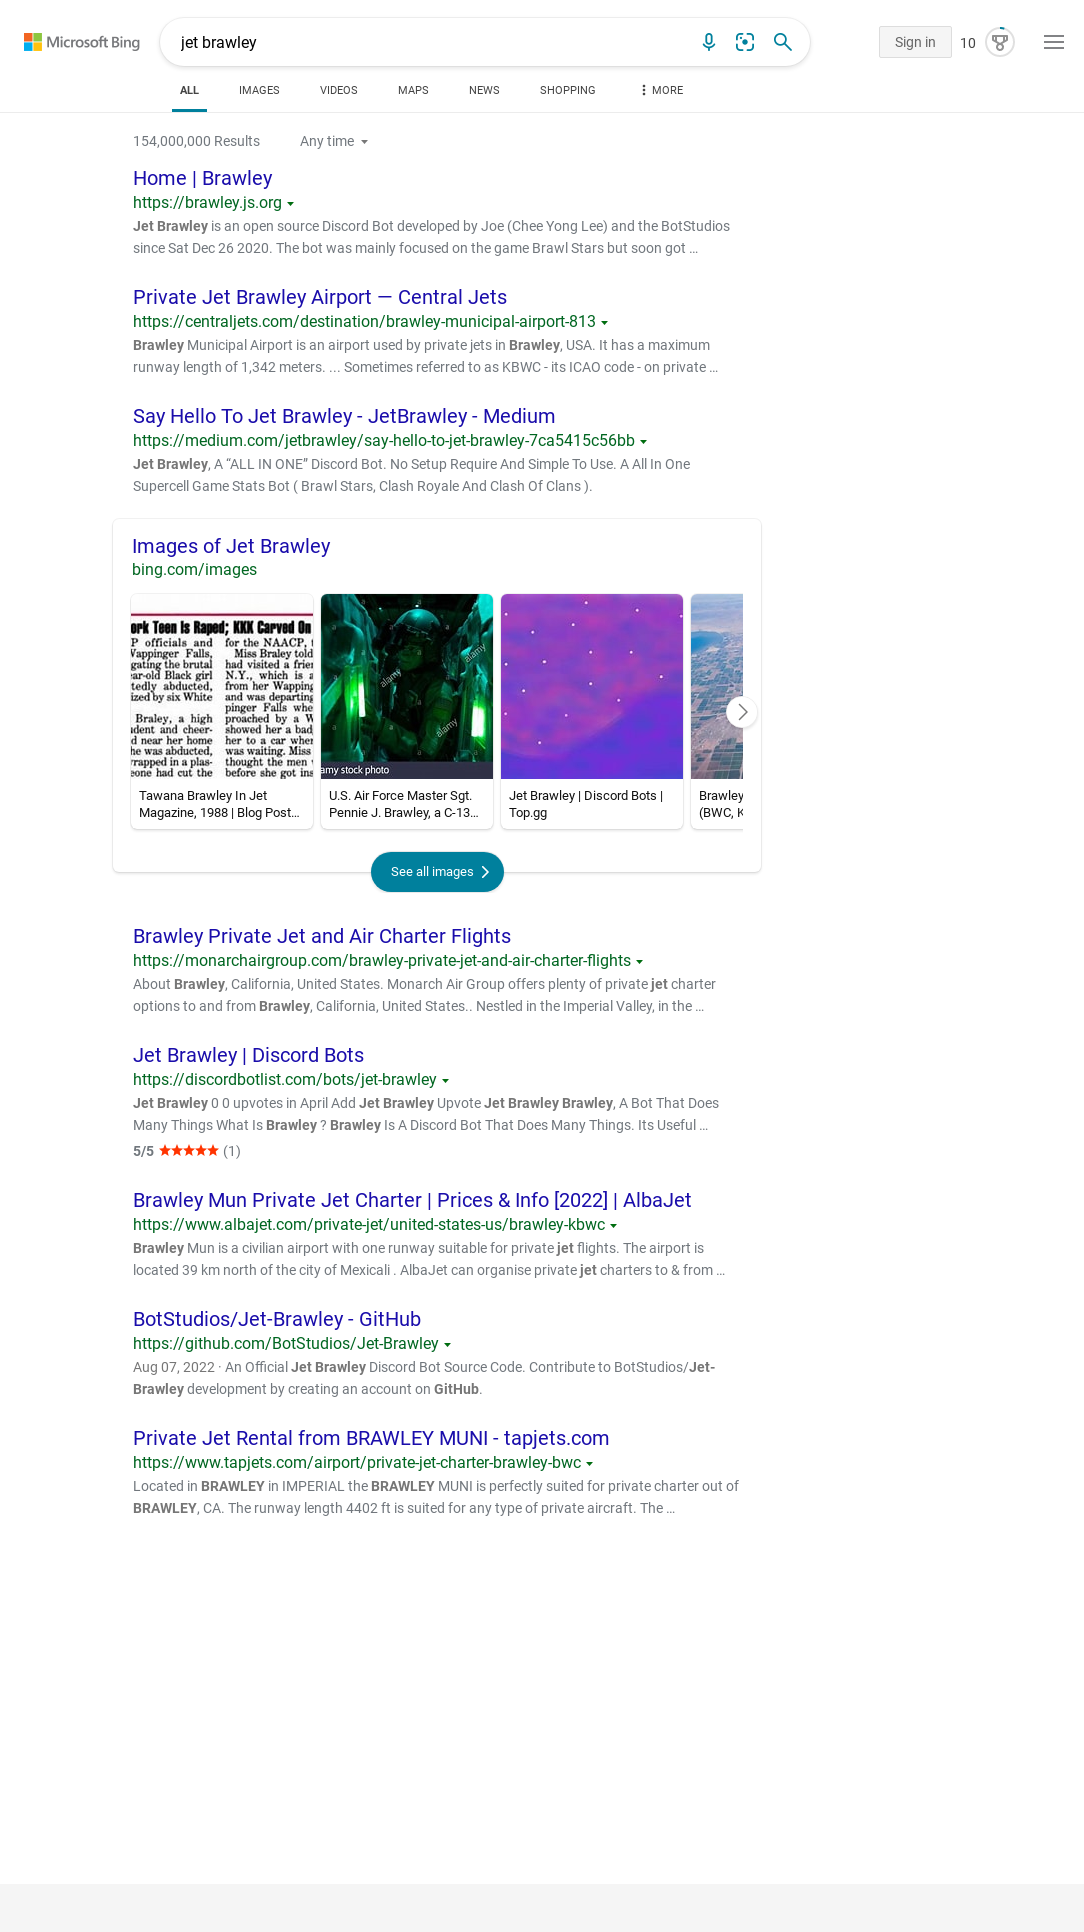 Microsoft Bing
jet brawley
Sign in
10
ALL
IMAGES
VIDEOS
MAPS
NEWS
SHOPPING
MORE
154,000,000 Results
Any time
Home | Brawley
https://brawley.js.org
Jet Brawley is an open source Discord Bot developed by Joe (Chee Yong Lee) and the BotStudios
since Sat Dec 26 2020. The bot was mainly focused on the game Brawl Stars but soon got …
Private Jet Brawley Airport — Central Jets
https://centraljets.com/destination/brawley-municipal-airport-813
Brawley Municipal Airport is an airport used by private jets in Brawley, USA. It has a maximum
runway length of 1,342 meters. ... Sometimes referred to as KBWC - its ICAO code - on private …
Say Hello To Jet Brawley - JetBrawley - Medium
https://medium.com/jetbrawley/say-hello-to-jet-brawley-7ca5415c56bb
Jet Brawley, A “ALL IN ONE” Discord Bot. No Setup Require And Simple To Use. A All In One
Supercell Game Stats Bot ( Brawl Stars, Clash Royale And Clash Of Clans ).
Images of Jet Brawley
bing.com/images
ork Teen Is Raped; KKK Carved On
P officials and
Wappinger Falls,
gating the brutal
ear-old Black girl
tedly abducted,
ized by six White
Braley, a high
udent and cheer-
d near her home
he was abducted,
wrapped in a plas-
eone had cut the
for the NAACP, t
Miss Braley told
had visited a frien
N.Y., which is a
from her Wapping
and was departing
pinger Falls whe
proached by a W
showed her a badg
her to a car when
was waiting. Miss
thought the men w
before she got ins
alamy
alamy
alamy
amy stock photo
Tawana Brawley In Jet
Magazine, 1988 | Blog Post…
U.S. Air Force Master Sgt.
Pennie J. Brawley, a C-13…
Jet Brawley | Discord Bots |
Top.gg
Brawley
(BWC, K
See all images
Brawley Private Jet and Air Charter Flights
https://monarchairgroup.com/brawley-private-jet-and-air-charter-flights
About Brawley, California, United States. Monarch Air Group offers plenty of private jet charter
options to and from Brawley, California, United States.. Nestled in the Imperial Valley, in the …
Jet Brawley | Discord Bots
https://discordbotlist.com/bots/jet-brawley
Jet Brawley 0 0 upvotes in April Add Jet Brawley Upvote Jet Brawley Brawley, A Bot That Does
Many Things What Is Brawley ? Brawley Is A Discord Bot That Does Many Things. Its Useful …
5/5 ★★★★★ (1)
Brawley Mun Private Jet Charter | Prices & Info [2022] | AlbaJet
https://www.albajet.com/private-jet/united-states-us/brawley-kbwc
Brawley Mun is a civilian airport with one runway suitable for private jet flights. The airport is
located 39 km north of the city of Mexicali . AlbaJet can organise private jet charters to & from …
BotStudios/Jet-Brawley - GitHub
https://github.com/BotStudios/Jet-Brawley
Aug 07, 2022 · An Official Jet Brawley Discord Bot Source Code. Contribute to BotStudios/Jet-
Brawley development by creating an account on GitHub.
Private Jet Rental from BRAWLEY MUNI - tapjets.com
https://www.tapjets.com/airport/private-jet-charter-brawley-bwc
Located in BRAWLEY in IMPERIAL the BRAWLEY MUNI is perfectly suited for private charter out of
BRAWLEY, CA. The runway length 4402 ft is suited for any type of private aircraft. The …